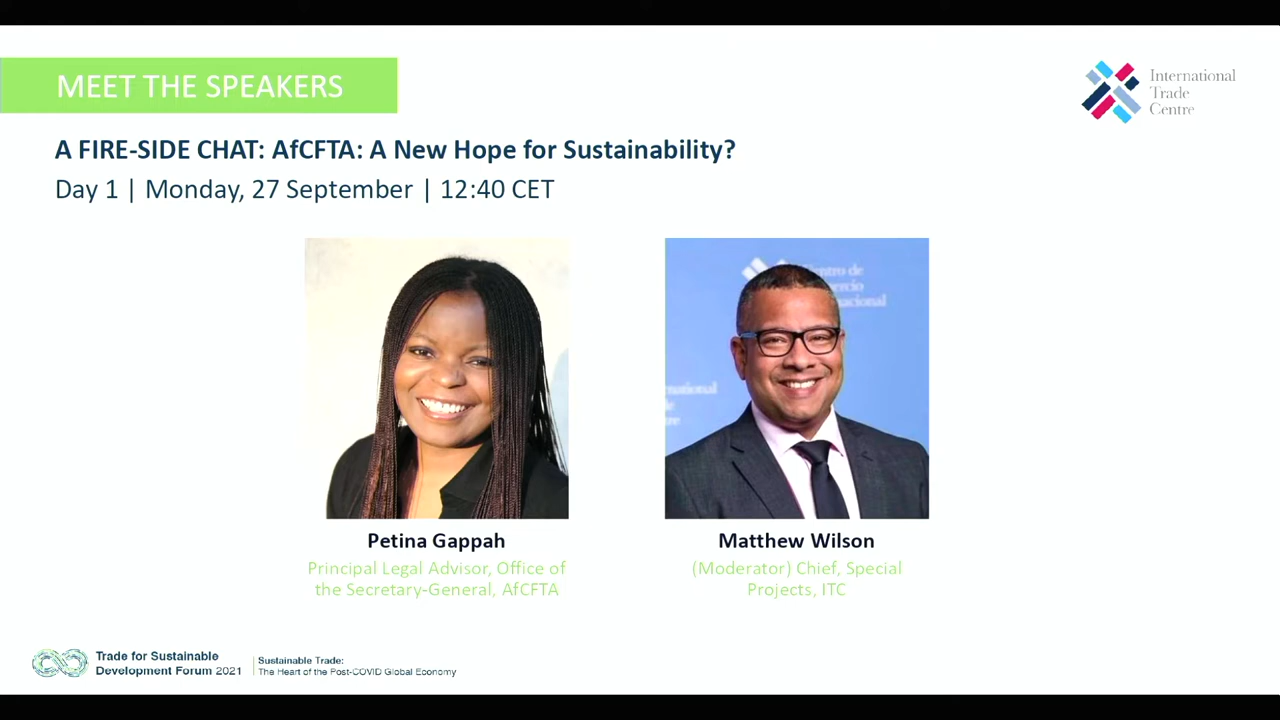 MEET THE SPEAKERS
International
Trade
Centre
A FIRE-SIDE CHAT: AfCFTA: A New Hope for Sustainability?
Day 1 | Monday, 27 September | 12:40 CET
Petina Gappah
Principal Legal Advisor, Office of
the Secretary-General, AfCFTA
Matthew Wilson
(Moderator) Chief, Special
Projects, ITC
Trade for Sustainable
Development Forum 2021
Sustainable Trade:
The Heart of the Post-COVID Global Economy